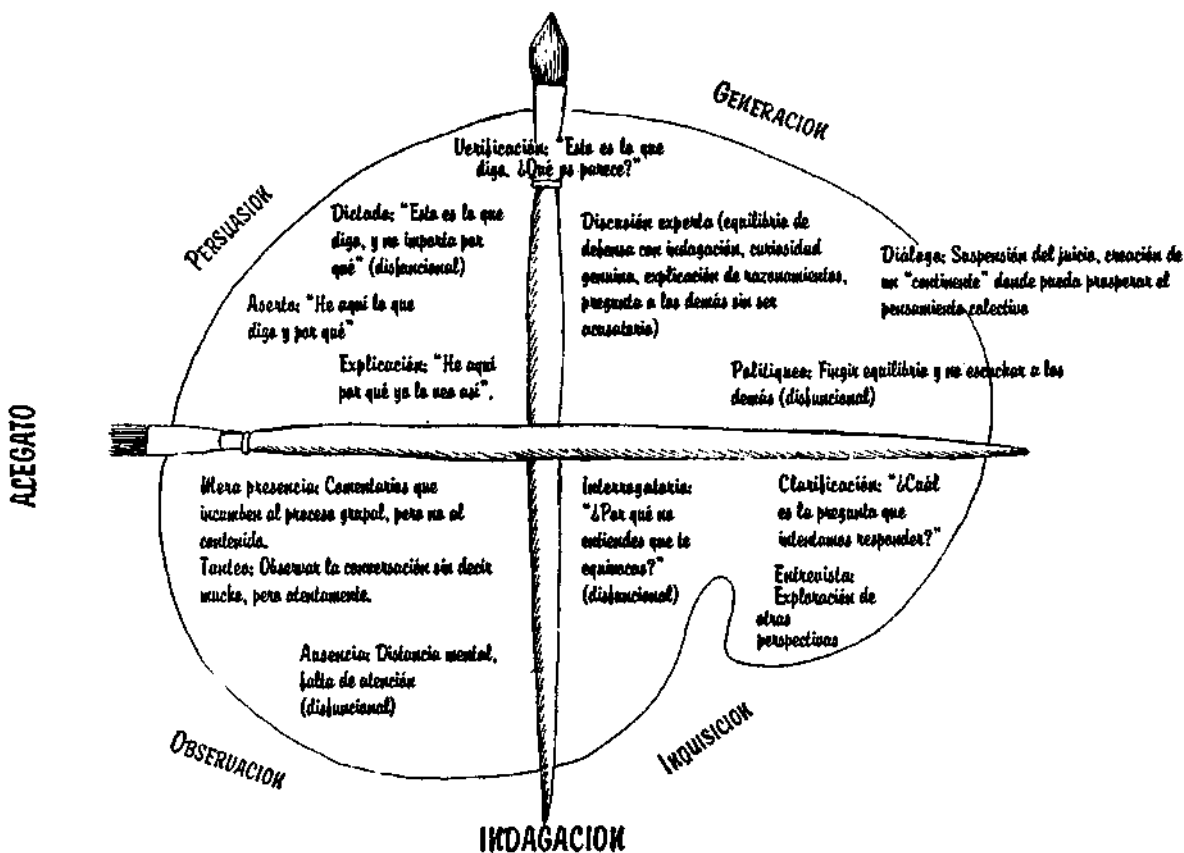 GENERACION
PERSUASION
Verificación: "Esto es lo que
digo. ¿Qué os parece?"
Dictado: "Esto es lo que
digo, y no importa por
qué" (disfuncional)
Aserto: "He aquí lo que
digo y por qué"
Explicación: "He aquí
por qué yo lo veo así".
Discusión experta (equilibrio de
defensa con indagación, curiosidad
genuina, explicación de razonamientos,
pregunta a los demás sin ser
acusatorio)
Diálogo: Suspensión del juicio, creación de
un "continente" donde pueda prosperar el
pensamiento colectivo
Politiqueo: Fingir equilibrio y no escuchar a los
demás (disfuncional)
ALEGATO
Mera presencia: Comentarios que
incumben al proceso grupal, pero no al
contenido.
Tanteo: Observar la conversación sin decir
mucho, pero atentamente.
Ausencia: Distancia mental,
falta de atención
(disfuncional)
Interrogatorio:
"¿Por qué no
entiendes que te
equivocas?"
(disfuncional)
Clarificación: "¿Cuál
es la pregunta que
intentamos responder?"
Entrevista:
Exploración de
otras
perspectivas
OBSERVACION
INQUISICION
INDAGACION